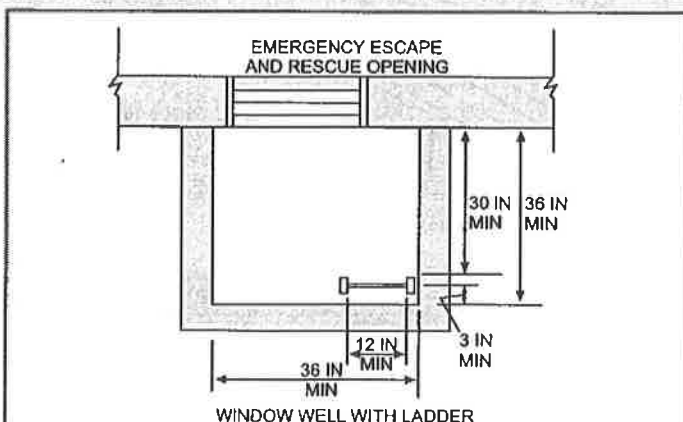 EMERGENCY ESCAPE
AND RESCUE OPENING
30 IN
MIN
36 IN
MIN
12 IN
MIN
3 IN
MIN
36 IN
MIN
WINDOW WELL WITH LADDER